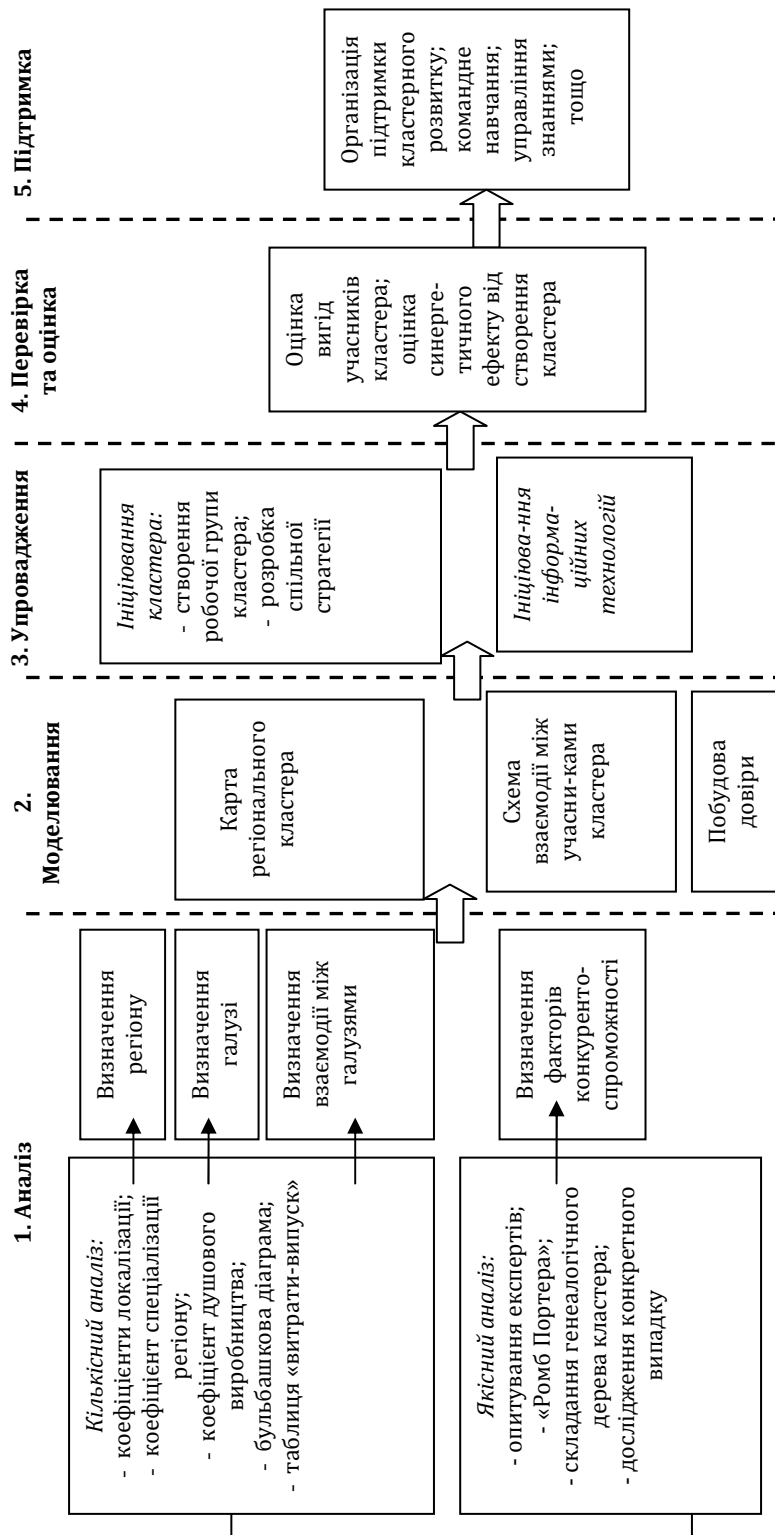 1. Аналіз
Кількісний аналіз:
- коефіцієнти локалізації;
- коефіцієнт спеціалізації
регіону;
- коефіцієнт душового
виробництва;
- бульбашкова діаграма;
- таблиця «витрати-випуск»
Визначення
регіону
Визначення
галузі
Визначення
взаємодії між
галузями
Якісний аналіз:
- опитування експертів;
- «Ромб Портера»;
- складання генеалогічного
дерева кластера;
- дослідження конкретного
випадку
Визначення
факторів
конкуренто-
спроможності
2.
Моделювання
Карта
регіонального
кластера
Схема
взаємодії між
учасни-ками
кластера
Побудова
довіри
3. Упровадження
Ініціювання
кластера:
- створення
робочої групи
кластера;
- розробка
спільної
стратегії
Ініціюва-ння
інформа-
ційних
технологій
4. Перевірка
та оцінка
Оцінка
вигід
учасників
кластера;
оцінка
синерге-
тичного
ефекту від
створення
кластера
5. Підтримка
Організація
підтримки
кластерного
розвитку;
командне
навчання;
управління
знаннями;
тощо